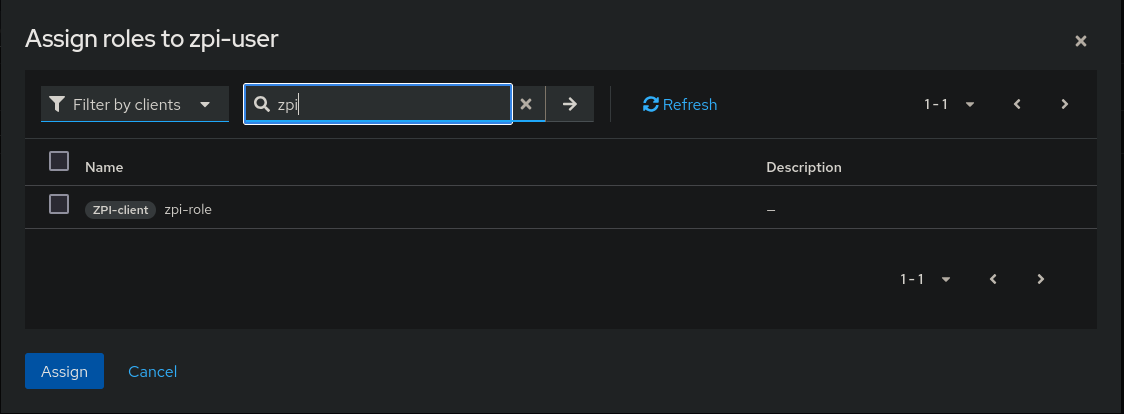 Assign roles to zpi-user
Filter by clients zpi Refresh 1 - 1
Name Description
ZPI-client zpi-role –
1 - 1
Assign Cancel